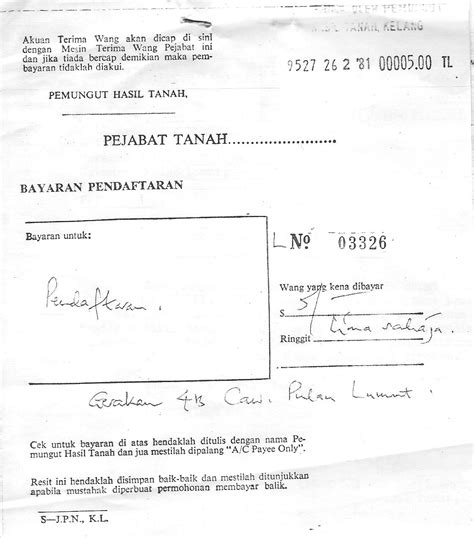 Akuan Terima Wang akan dicap di sini
dengan Mesin Terima Wang Pejabat ini
dan jika tiada bercap demikian maka pem-
bayaran tidaklah diakui.
PEMUNGUT HASIL TANAH,
TANAH, KELANG
9527 26 2 '81 00005.00 TL
PEJABAT TANAH........................
BAYARAN PENDAFTARAN
Bayaran untuk:
Pendaftaran.
L No 03326
Wang yang kena dibayar
$ 5/-
Ringgit lima sahaja.
Gerakan 4B Caw. Pulau Lumut.
Cek untuk bayaran di atas hendaklah ditulis dengan nama Pe-
mungut Hasil Tanah dan jua mestilah dipalang "A/C Payee Only".
Resit ini hendaklah disimpan baik-baik dan mestilah ditunjukkan
apabila mustahak diperbuat permohonan membayar balik.
S—J.P.N., K.L.